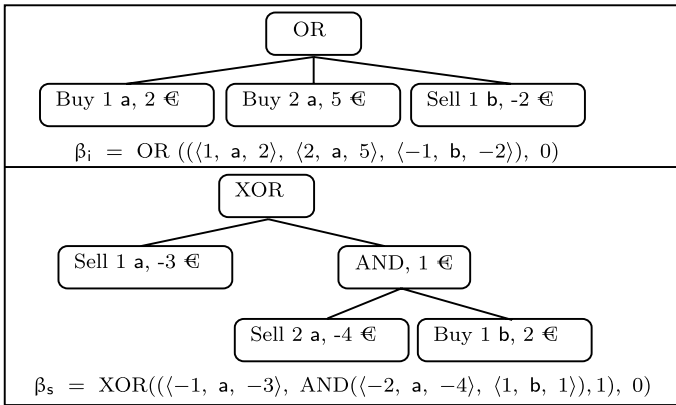 OR
Buy 1 a, 2 € Buy 2 a, 5 € Sell 1 b, -2 €
βi = OR ((⟨1, a, 2⟩, ⟨2, a, 5⟩, ⟨−1, b, −2⟩), 0)
XOR
Sell 1 a, -3 € AND, 1 €
Sell 2 a, -4 € Buy 1 b, 2 €
βs = XOR((⟨−1, a, −3⟩, AND(⟨−2, a, −4⟩, ⟨1, b, 1⟩), 1), 0)